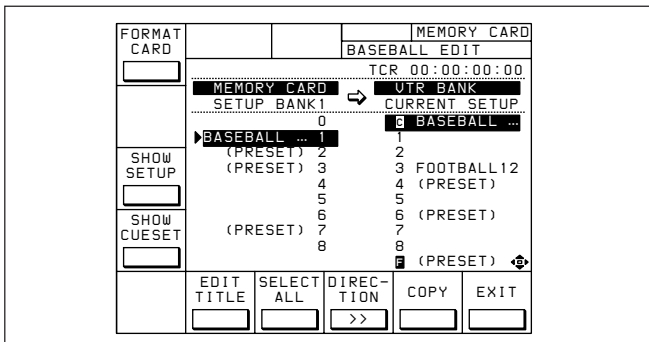 FORMAT
CARD
MEMORY CARD
BASEBALL EDIT
TCR 00:00:00:00
MEMORY CARD
SETUP BANK1
VTR BANK
CURRENT SETUP
0
C BASEBALL …
BASEBALL … 1
1
(PRESET) 2
2
(PRESET) 3
3 FOOTBALL12
4
4 (PRESET)
5
5
6
6 (PRESET)
(PRESET) 7
7
8
8
F (PRESET)
SHOW
SETUP
SHOW
CUESET
EDIT
TITLE
SELECT
ALL
DIREC-
TION
>>
COPY
EXIT